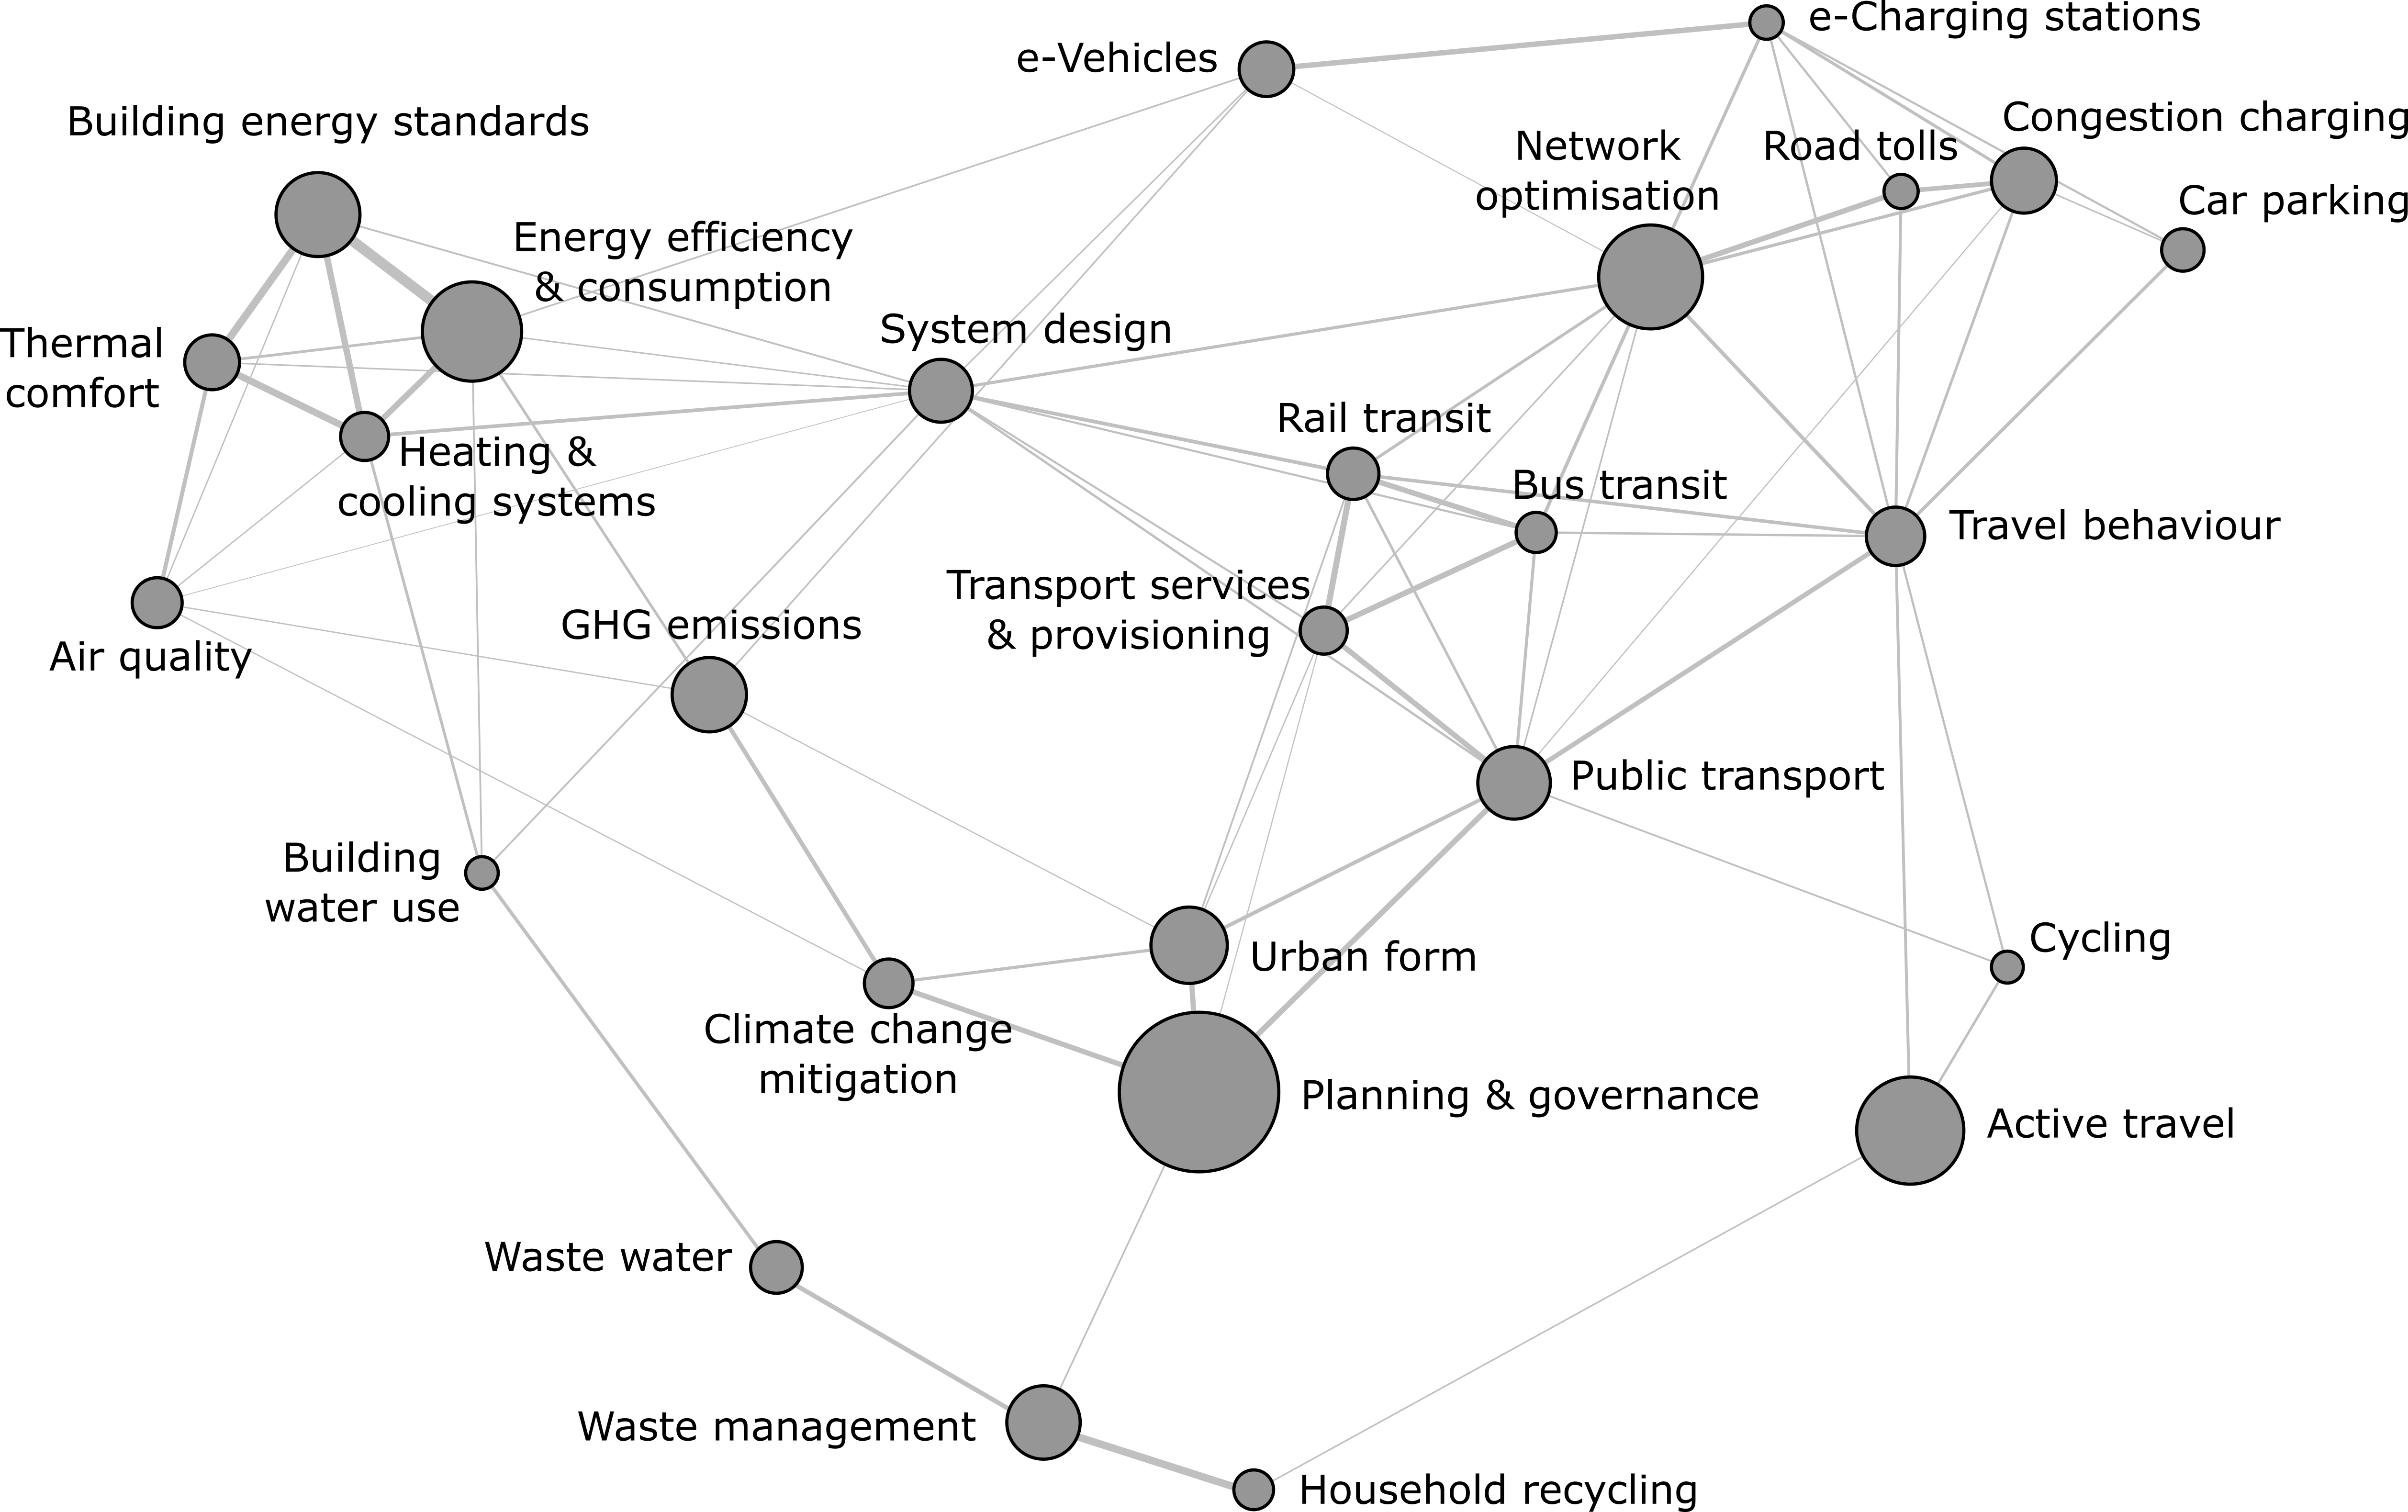 e-Charging stations
e-Vehicles
Building energy standards
Congestion charging
Network
optimisation
Road tolls
Car parking
Energy efficiency
& consumption
System design
Thermal
comfort
Rail transit
Heating &
cooling systems
Bus transit
Travel behaviour
Transport services
& provisioning
GHG emissions
Air quality
Public transport
Building
water use
Cycling
Urban form
Climate change
mitigation
Planning & governance
Active travel
Waste water
Waste management
Household recycling